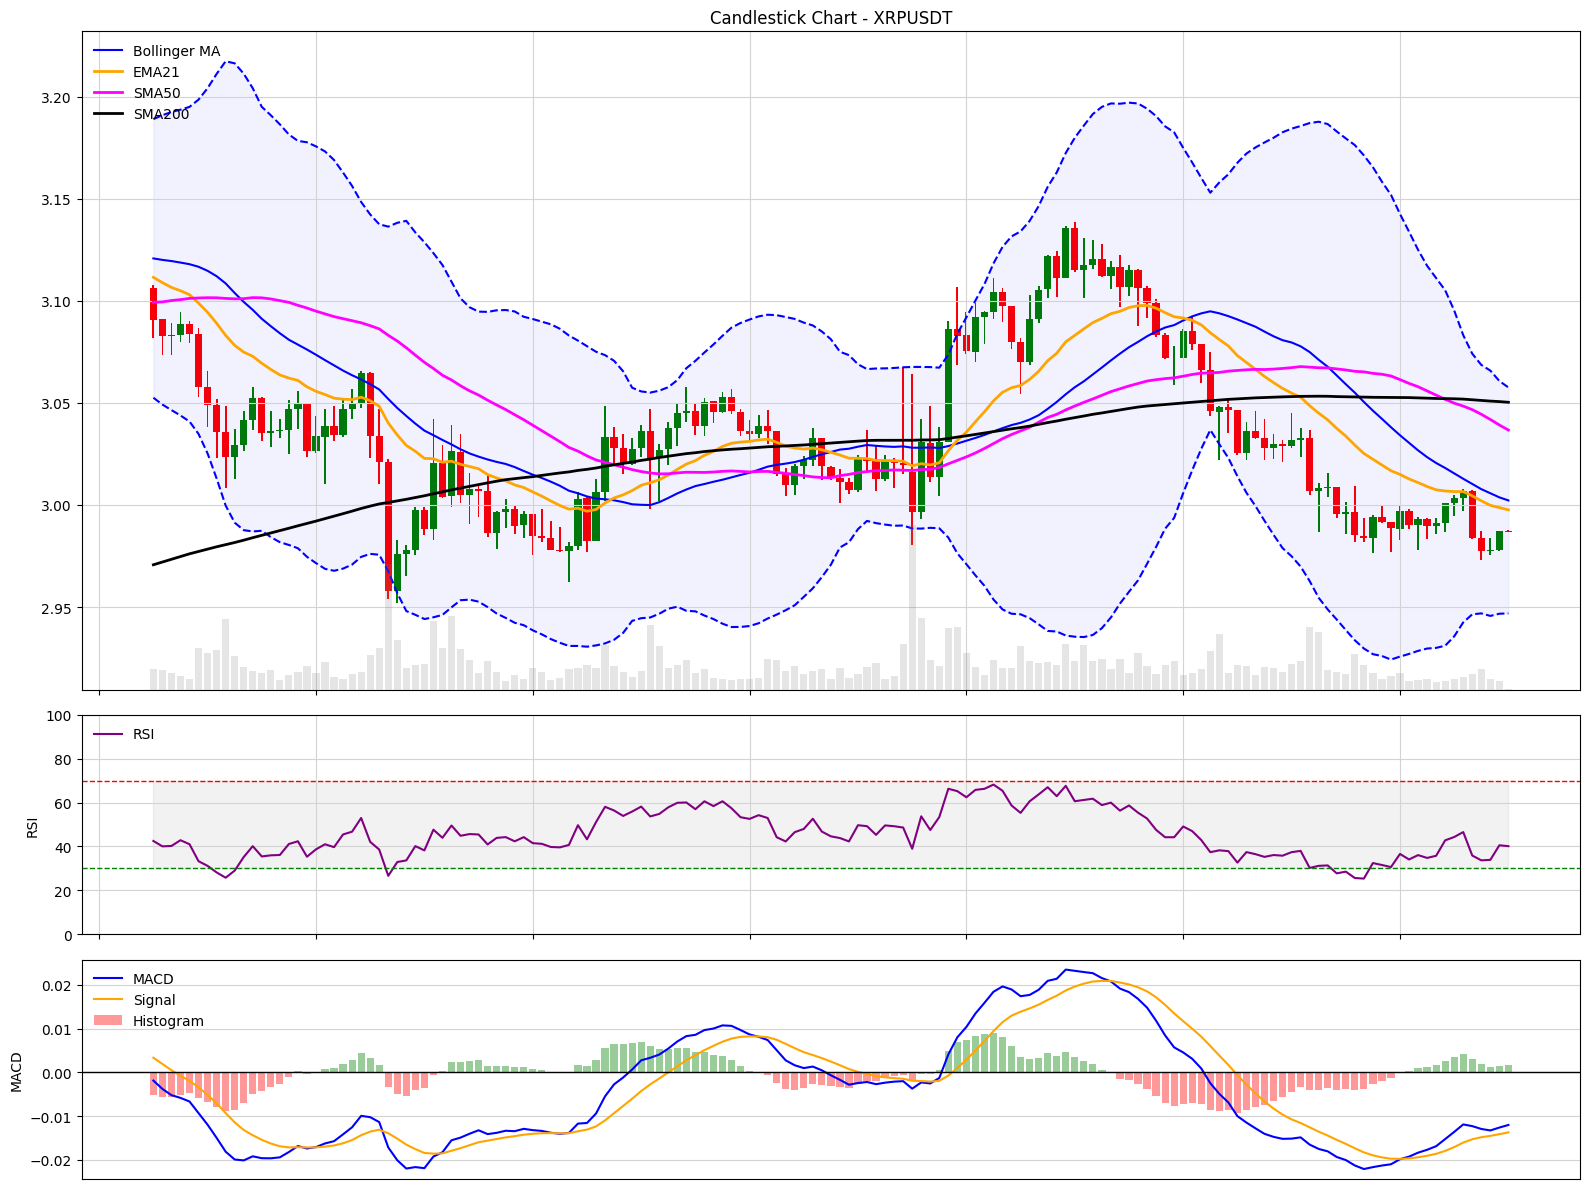 Candlestick Chart - XRPUSDT
Bollinger MA
EMA21
SMA50
SMA200
3.20
3.15
3.10
3.05
3.00
2.95
RSI
100
80
60
40
20
0
RSI
MACD
Signal
Histogram
0.02
0.01
0.00
−0.01
−0.02
MACD